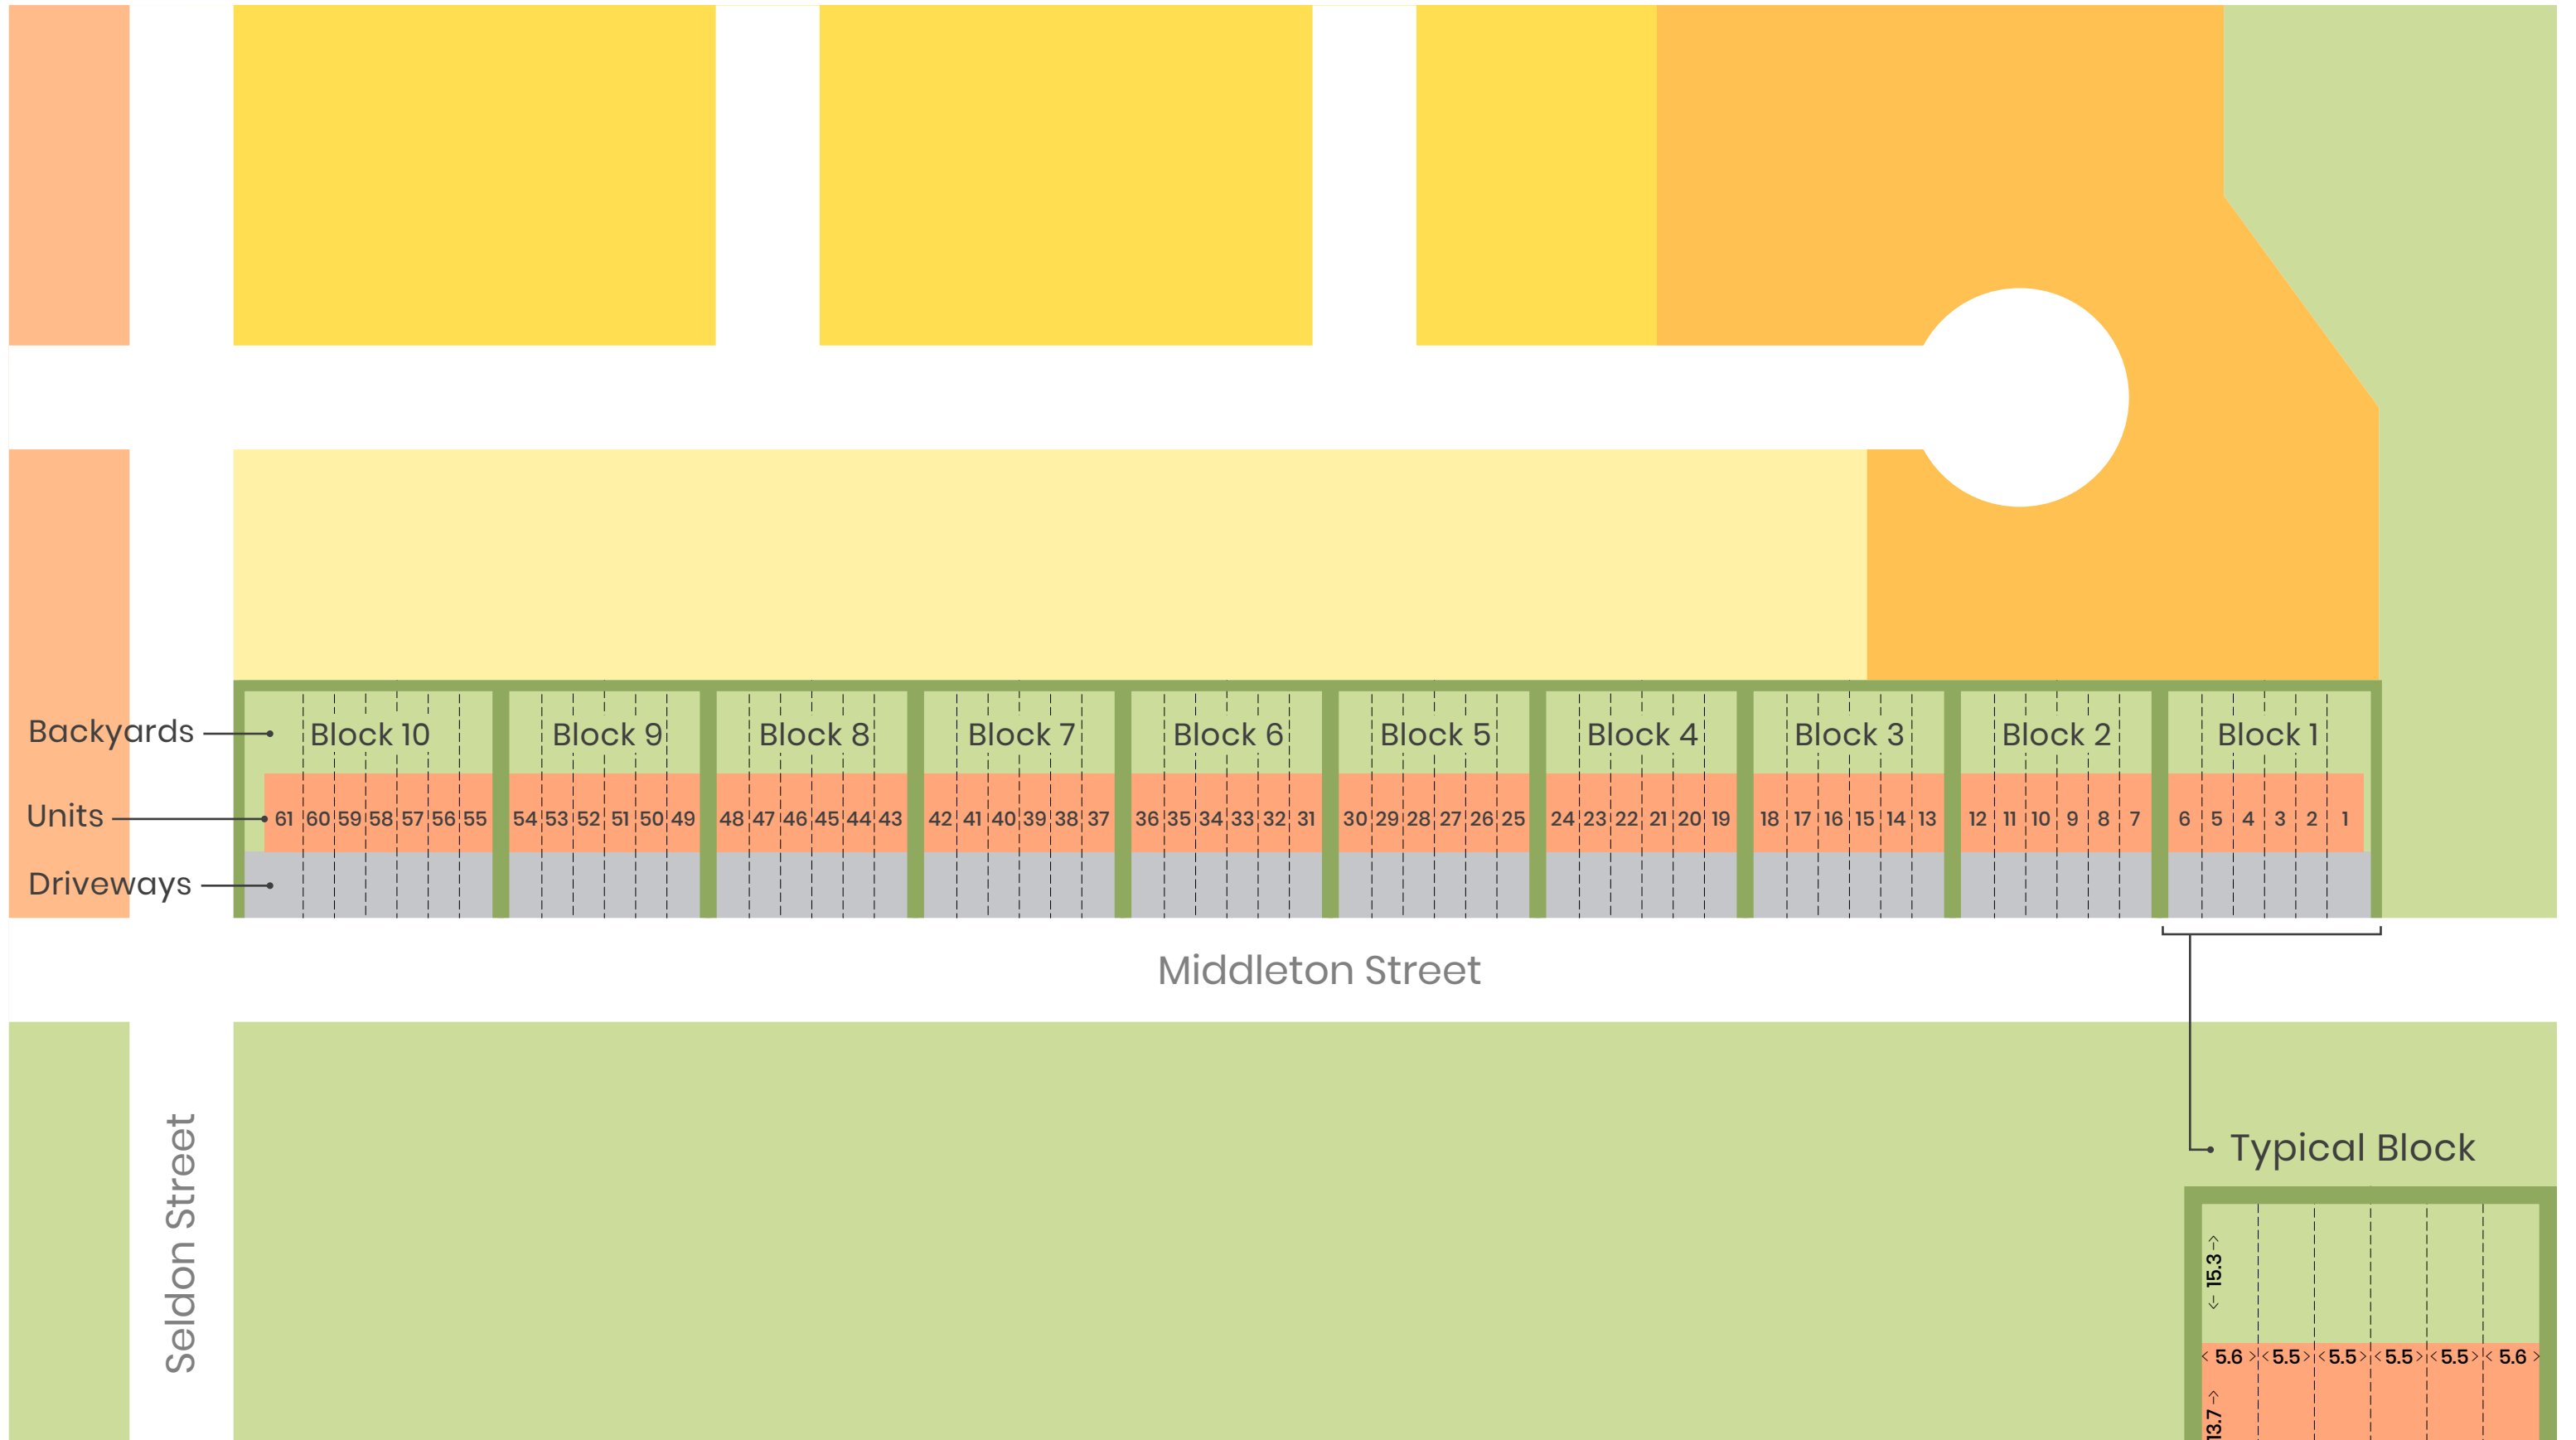 Backyards
Block 10
Block 9
Block 8
Block 7
Block 6
Block 5
Block 4
Block 3
Block 2
Block 1
Units
61 60 59 58 57 56 55
54 53 52 51 50 49
48 47 46 45 44 43
42 41 40 39 38 37
36 35 34 33 32 31
30 29 28 27 26 25
24 23 22 21 20 19
18 17 16 15 14 13
12 11 10 9 8 7
6 5 4 3 2 1
Driveways
Middleton Street
Seldon Street
Typical Block
15.3
5.6 5.5 5.5 5.5 5.5 5.6
13.7